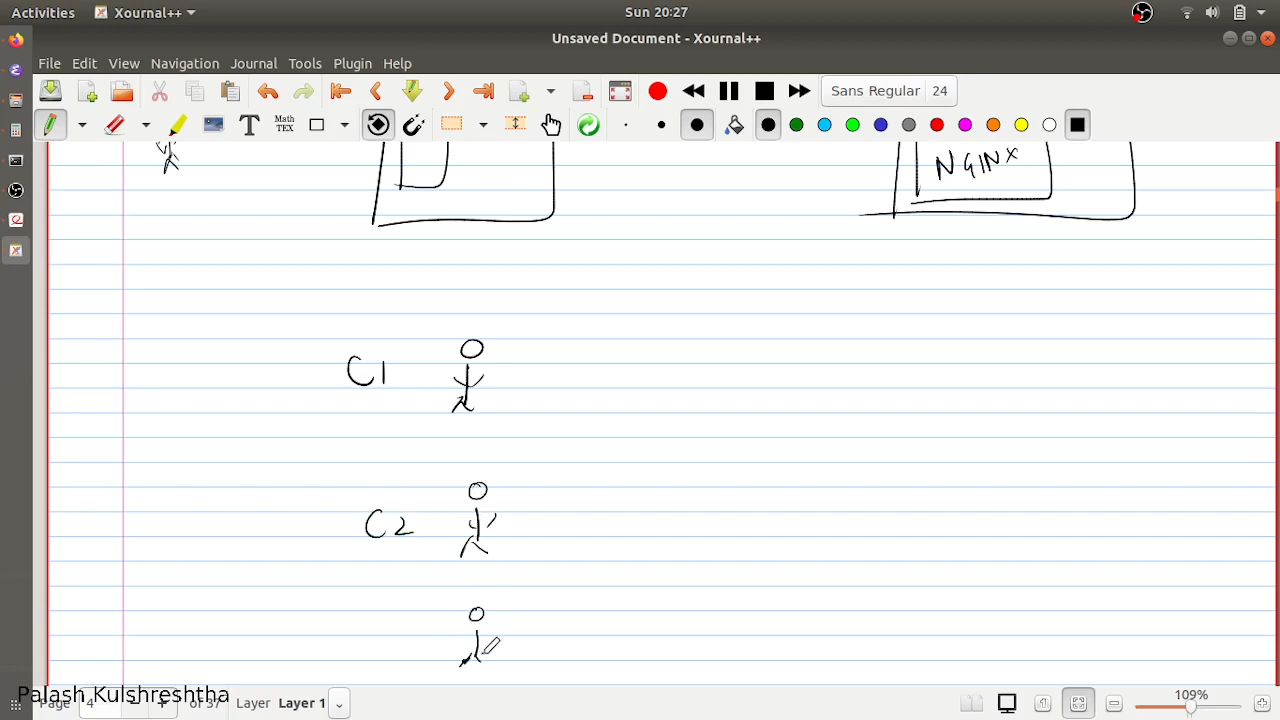 Activities Xournal++ Sun 20:27
Unsaved Document - Xournal++
File Edit View Navigation Journal Tools Plugin Help
Sans Regular 24
Math
TEX
NGINX
C1
C2
Palash Kulshreshtha
Page 4 of 37 Layer Layer 1 109%